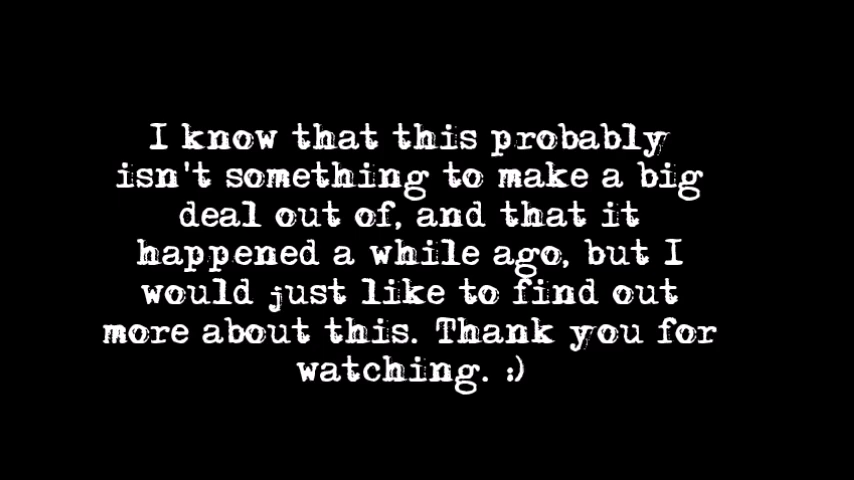 I know that this probably
isn't something to make a big
deal out of, and that it
happened a while ago, but I
would just like to find out
more about this. Thank you for
watching. :)